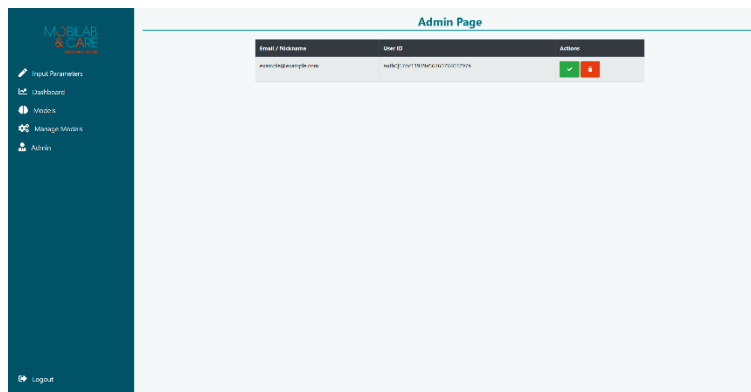 MOBILAB
& CARE
Input Parameters
Dashboard
Models
Manage Models
Admin
Logout
Admin Page
Email / Nickname User ID Actions
example@example.com